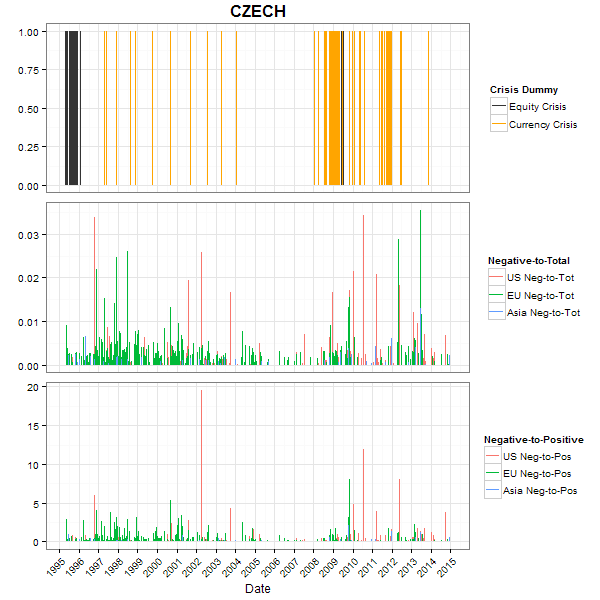 CZECH
1.00
0.75
0.50
0.25
0.00
Crisis Dummy
Equity Crisis
Currency Crisis
0.03
0.02
0.01
0.00
Negative-to-Total
US Neg-to-Tot
EU Neg-to-Tot
Asia Neg-to-Tot
20
15
10
5
0
Negative-to-Positive
US Neg-to-Pos
EU Neg-to-Pos
Asia Neg-to-Pos
1995 1996 1997 1998 1999 2000 2001 2002 2003 2004 2005 2006 2007 2008 2009 2010 2011 2012 2013 2014 2015
Date